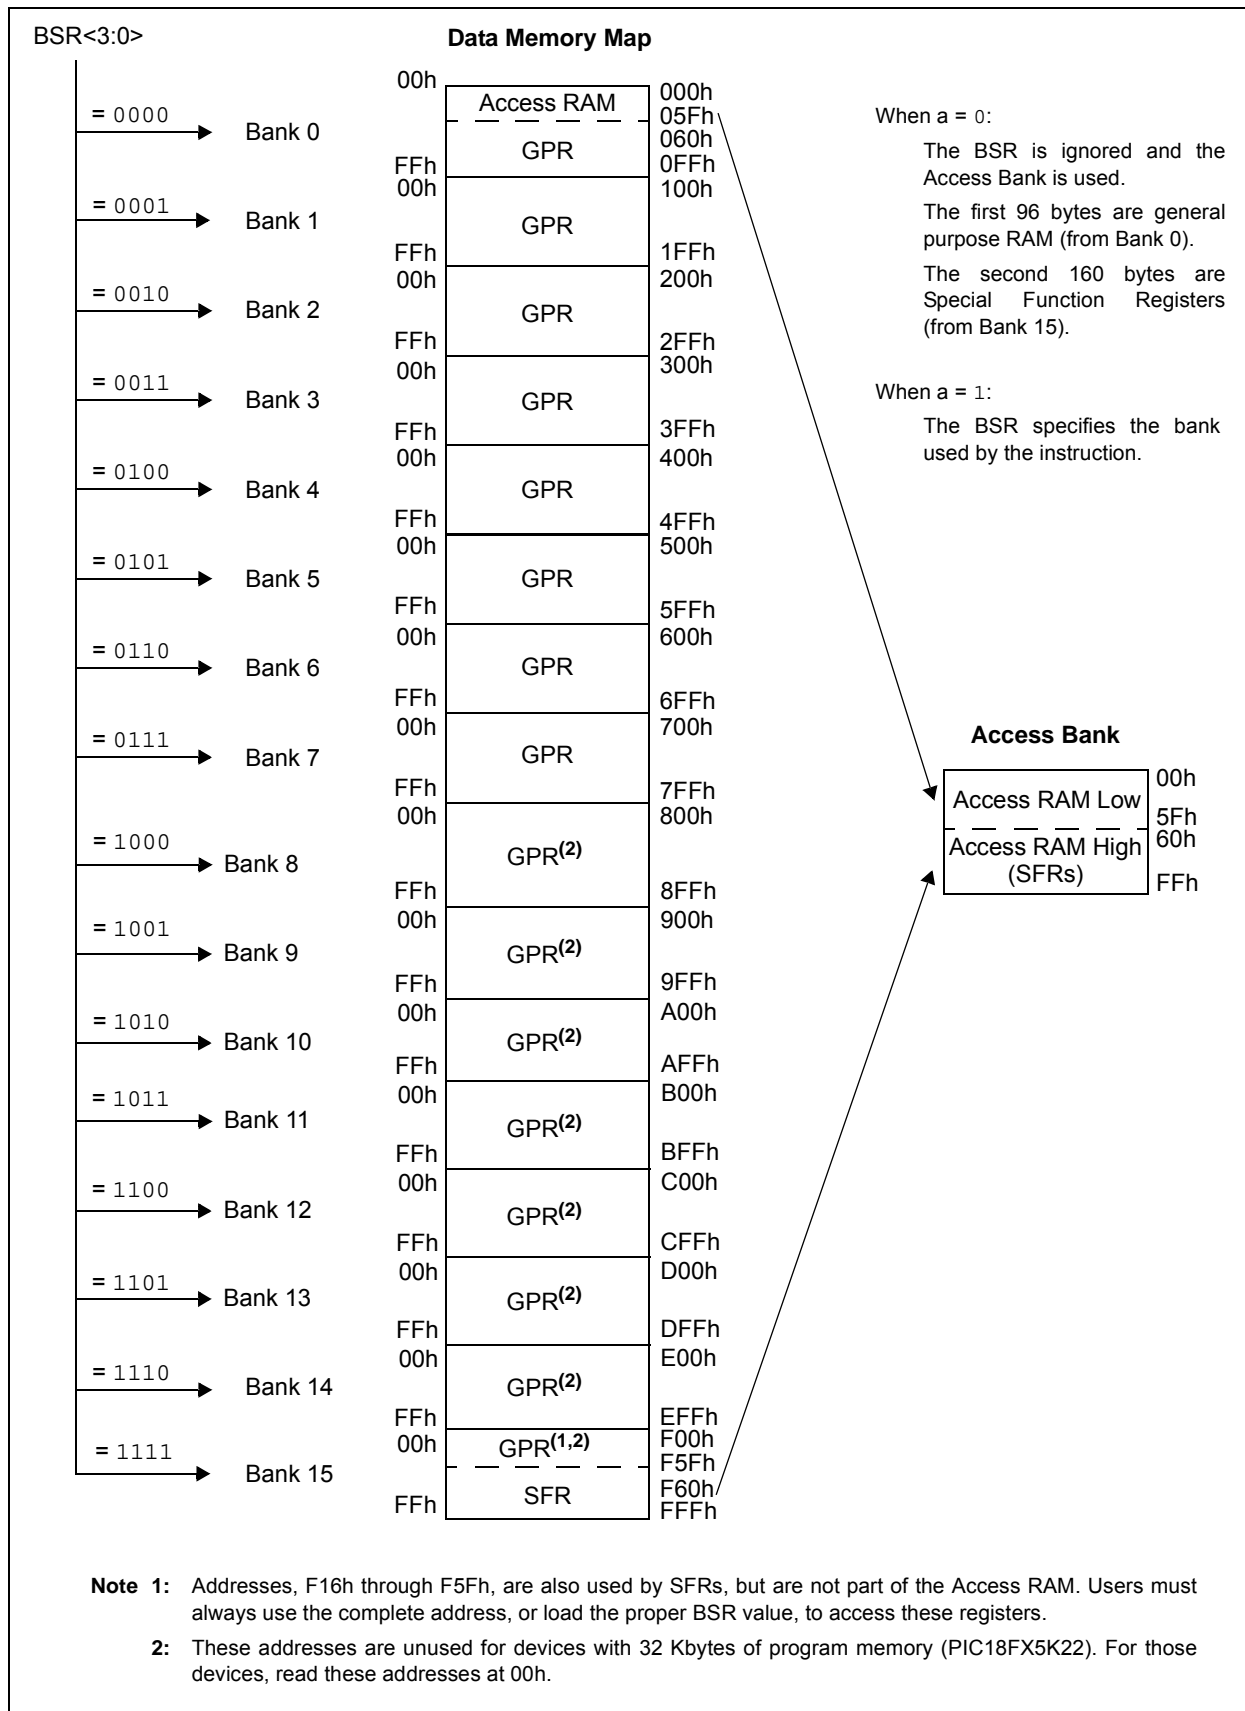 BSR<3:0>
Data Memory Map
= 0000
Bank 0
00h
FFh
Access RAM
GPR
000h
05Fh
060h
0FFh
= 0001
Bank 1
00h
FFh
GPR
100h
1FFh
= 0010
Bank 2
00h
FFh
GPR
200h
2FFh
= 0011
Bank 3
00h
FFh
GPR
300h
3FFh
= 0100
Bank 4
00h
FFh
GPR
400h
4FFh
= 0101
Bank 5
00h
FFh
GPR
500h
5FFh
= 0110
Bank 6
00h
FFh
GPR
600h
6FFh
= 0111
Bank 7
00h
FFh
GPR
700h
7FFh
= 1000
Bank 8
00h
FFh
GPR(2)
800h
8FFh
= 1001
Bank 9
00h
FFh
GPR(2)
900h
9FFh
= 1010
Bank 10
00h
FFh
GPR(2)
A00h
AFFh
= 1011
Bank 11
00h
FFh
GPR(2)
B00h
BFFh
= 1100
Bank 12
00h
FFh
GPR(2)
C00h
CFFh
= 1101
Bank 13
00h
FFh
GPR(2)
D00h
DFFh
= 1110
Bank 14
00h
FFh
GPR(2)
E00h
EFFh
= 1111
Bank 15
00h
FFh
GPR(1,2)
SFR
F00h
F5Fh
F60h
FFFh
When a = 0:
The BSR is ignored and the
Access Bank is used.
The first 96 bytes are general
purpose RAM (from Bank 0).
The second 160 bytes are
Special Function Registers
(from Bank 15).
When a = 1:
The BSR specifies the bank
used by the instruction.
Access Bank
Access RAM Low
Access RAM High
(SFRs)
00h
5Fh
60h
FFh
Note 1: Addresses, F16h through F5Fh, are also used by SFRs, but are not part of the Access RAM. Users must
always use the complete address, or load the proper BSR value, to access these registers.
2: These addresses are unused for devices with 32 Kbytes of program memory (PIC18FX5K22). For those
devices, read these addresses at 00h.